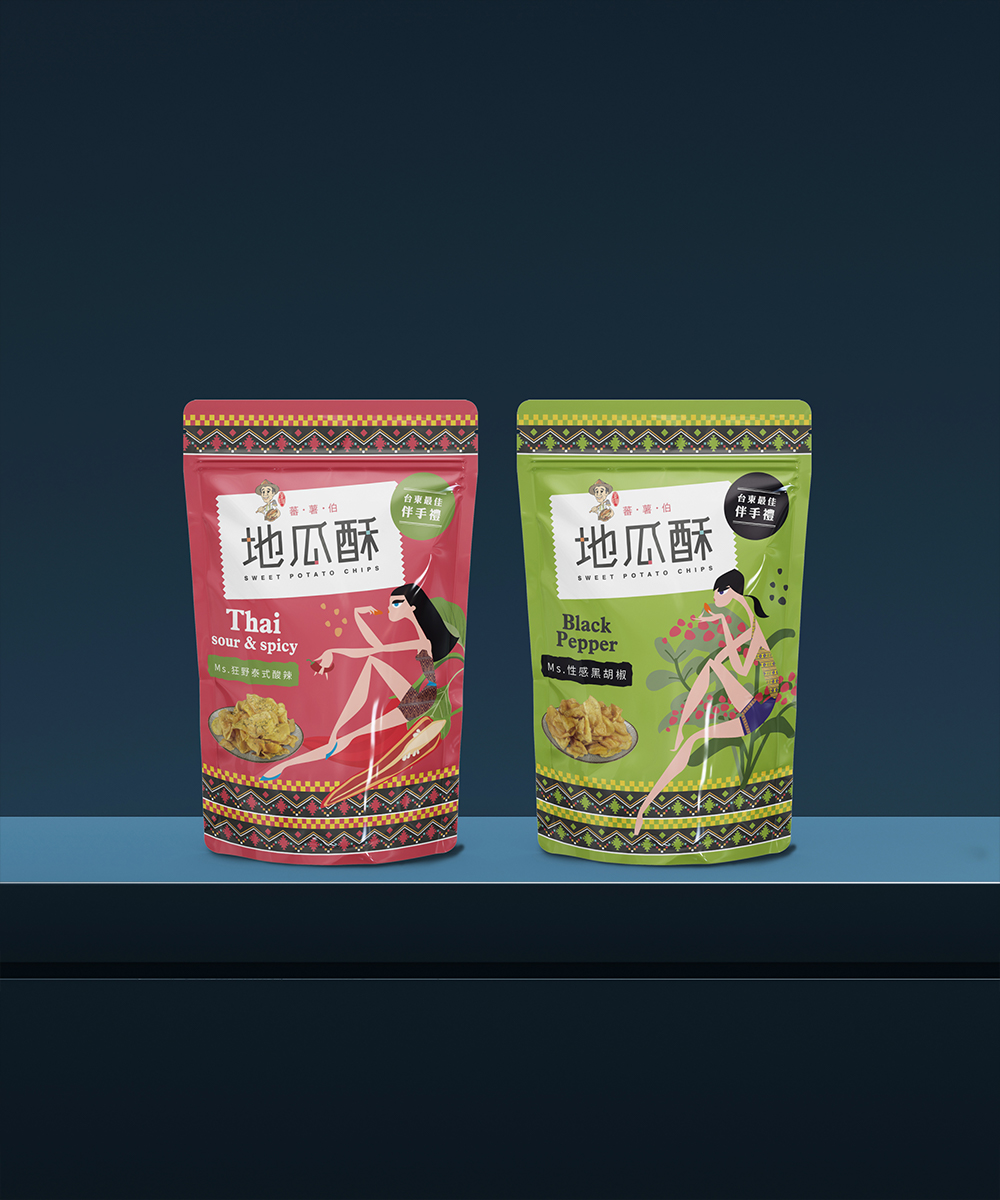 蕃·薯·伯
地瓜酥
SWEET POTATO CHIPS
台東最佳
伴手禮
Thai
sour & spicy
Ms.狂野泰式酸辣
蕃·薯·伯
地瓜酥
SWEET POTATO CHIPS
台東最佳
伴手禮
Black
Pepper
Ms.性感黑胡椒